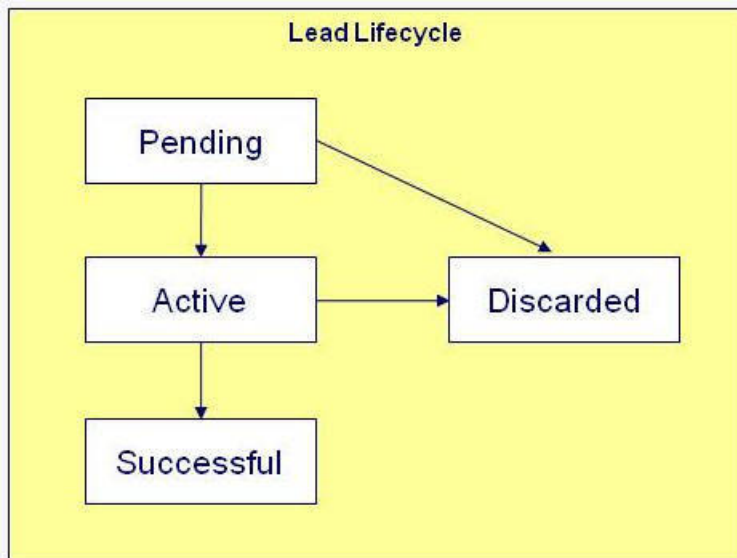 Lead Lifecycle
Pending
Active
Discarded
Successful